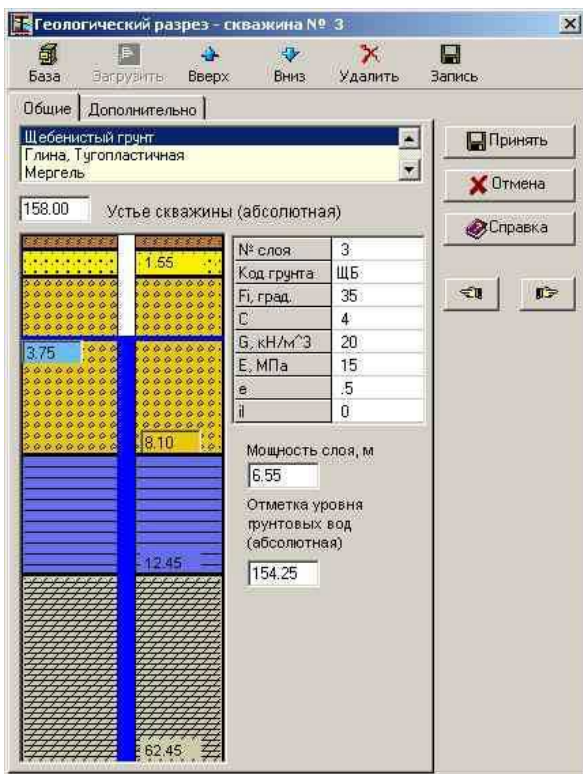 Геологический разрез - скважина № 3
База Загрузить Вверх Вниз Удалить Запись
Общие Дополнительно
Щебенистый грунт
Глина, Тугопластичная
Мергель
Принять
Отмена
Справка
158.00 Устье скважины (абсолютная)
1.55
3.75
8.10
12.45
62.45
№ слоя 3
Код грунта ЩБ
Fi, град. 35
C 4
G, кН/м^3 20
E, МПа 15
e .5
il 0
Мощность слоя, м
6.55
Отметка уровня
грунтовых вод
(абсолютная)
154.25